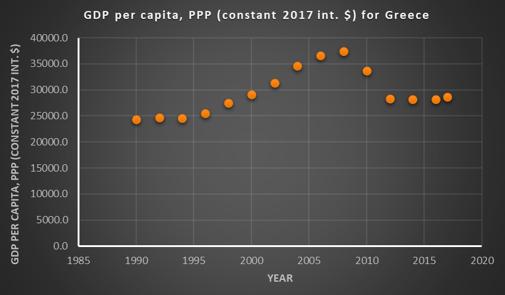 GDP per capita, PPP (constant 2017 int. $) for Greece
GDP PER CAPITA, PPP (CONSTANT 2017 INT. $)
40000.0
35000.0
30000.0
25000.0
20000.0
15000.0
10000.0
5000.0
0.0
1985 1990 1995 2000 2005 2010 2015 2020
YEAR